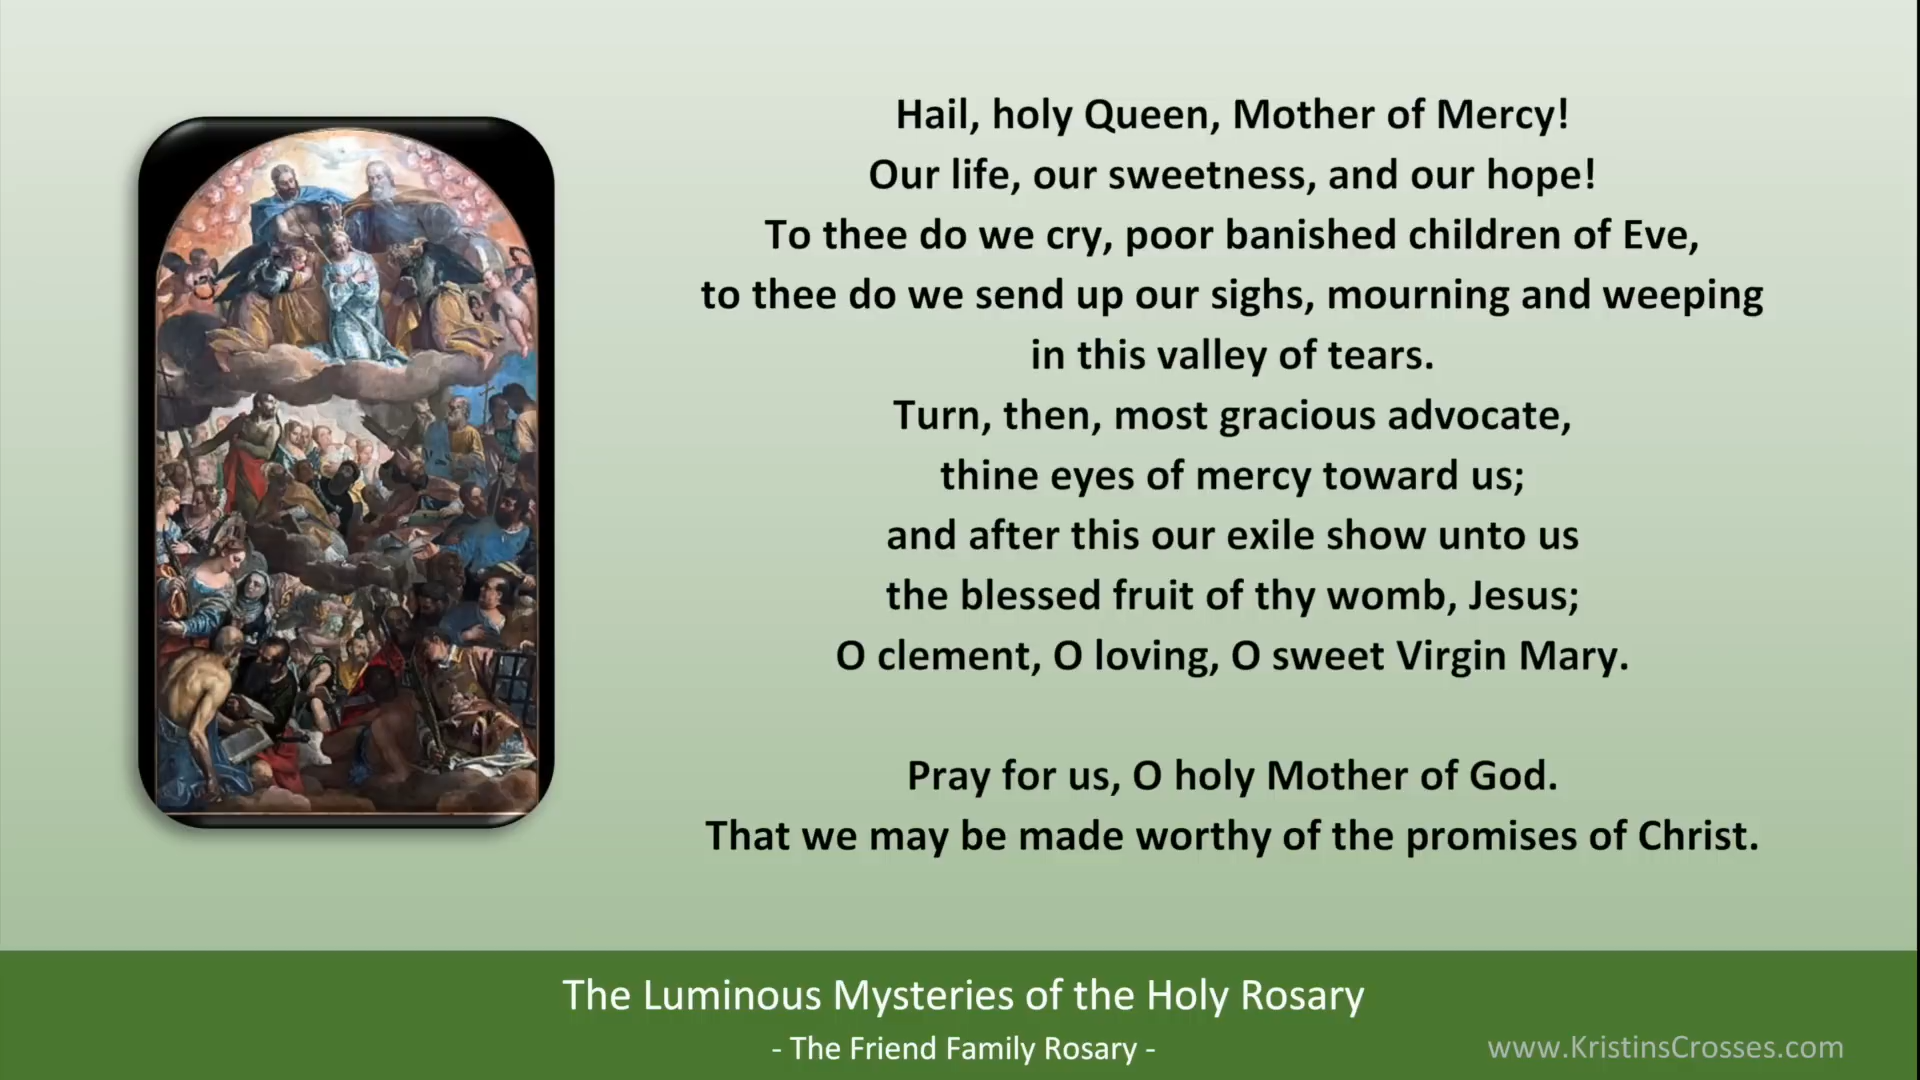 Hail, holy Queen, Mother of Mercy!
Our life, our sweetness, and our hope!
To thee do we cry, poor banished children of Eve,
to thee do we send up our sighs, mourning and weeping
in this valley of tears.
Turn, then, most gracious advocate,
thine eyes of mercy toward us;
and after this our exile show unto us
the blessed fruit of thy womb, Jesus;
O clement, O loving, O sweet Virgin Mary.
Pray for us, O holy Mother of God.
That we may be made worthy of the promises of Christ.
The Luminous Mysteries of the Holy Rosary
- The Friend Family Rosary -
www.KristinsCrosses.com